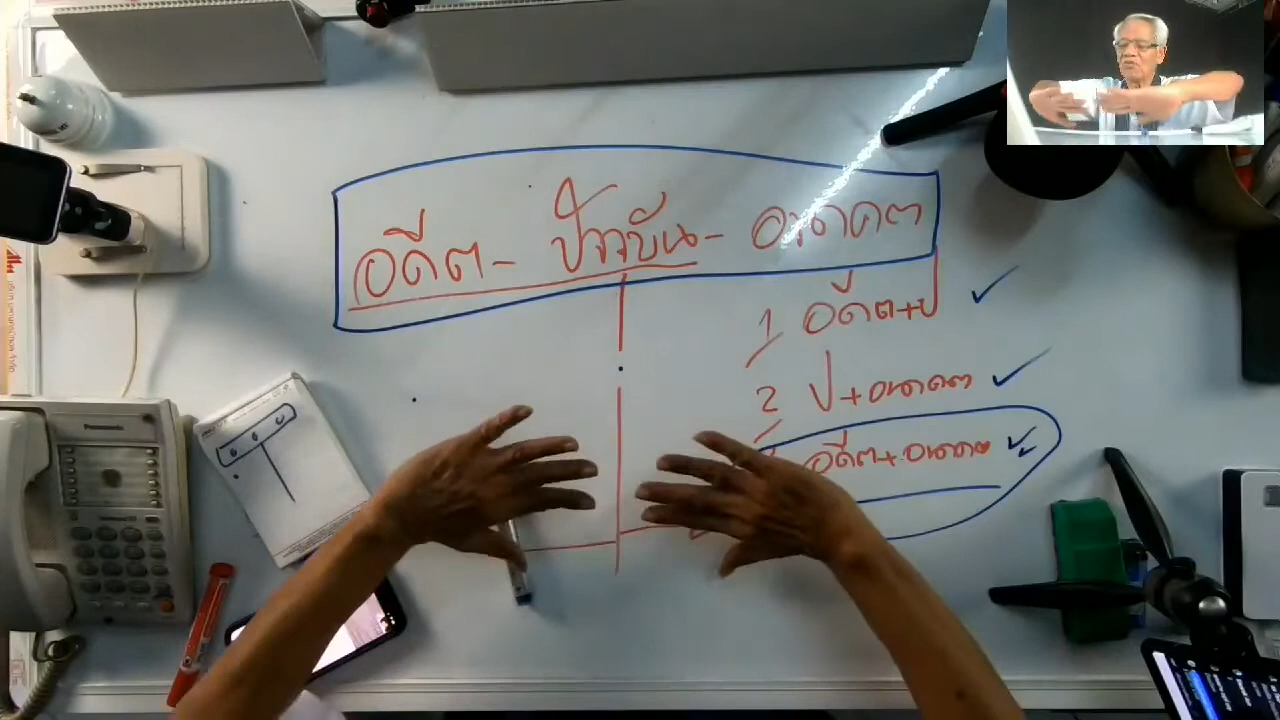 อดีต - ปัจจุบัน - อนาคต
1 อดีต+ป
2 ป+อนาคต
อดีต+อนาคต
Panasonic